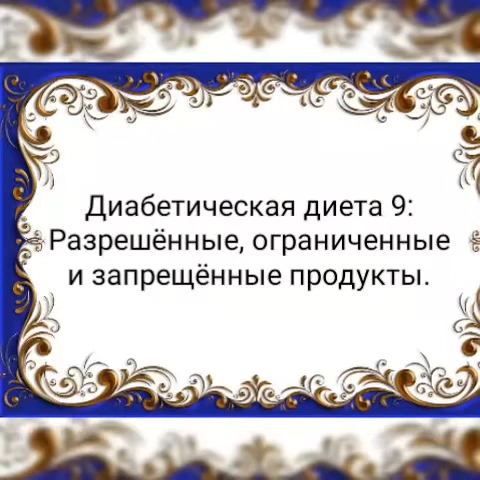 Диабетическая диета 9:
Разрешённые, ограниченные
и запрещённые продукты.